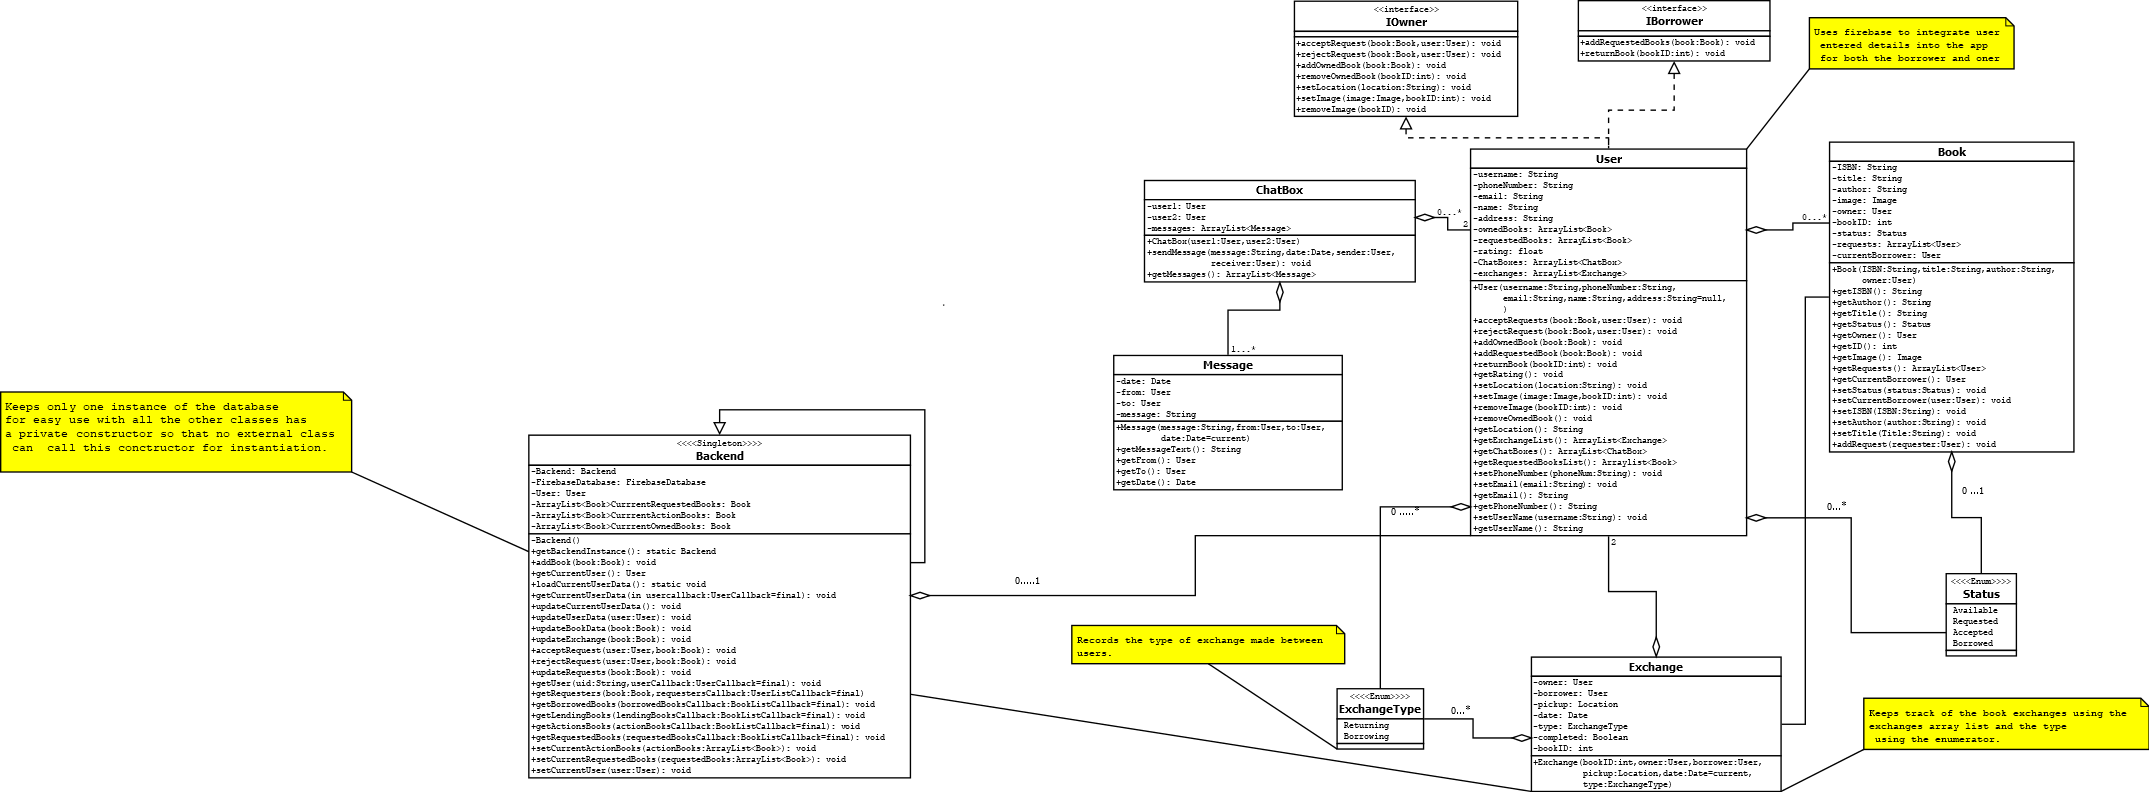 <<interface>>
IOwner
+acceptRequest(book:Book,user:User): void
+rejectRequest(book:Book,user:User): void
+addOwnedBook(book:Book): void
+removeOwnedBook(bookID:int): void
+setLocation(location:String): void
+setImage(image:Image,bookID:int): void
+removeImage(bookID): void
<<interface>>
IBorrower
+addRequestedBooks(book:Book): void
+returnBook(bookID:int): void
Uses firebase to integrate user
entered details into the app
for both the borrower and oner
ChatBox
-user1: User
-user2: User
-messages: ArrayList<Message>
+ChatBox(user1:User,user2:User)
+sendMessage(message:String,date:Date,sender:User,
receiver:User): void
+getMessages(): ArrayList<Message>
0...*
2
User
-username: String
-phoneNumber: String
-email: String
-name: String
-address: String
-ownedBooks: ArrayList<Book>
-requestedBooks: ArrayList<Book>
-rating: float
-ChatBoxes: ArrayList<ChatBox>
-exchanges: ArrayList<Exchange>
+User(username:String,phoneNumber:String,
email:String,name:String,address:String=null,
)
+acceptRequests(book:Book,user:User): void
+rejectRequest(book:Book,user:User): void
+addOwnedBook(book:Book): void
+addRequestedBook(book:Book): void
+returnBook(bookID:int): void
+getRating(): void
+setLocation(location:String): void
+setImage(image:Image,bookID:int): void
+removeImage(bookID:int): void
+removeOwnedBook(): void
+getLocation(): String
+getExchangeList(): ArrayList<Exchange>
+getChatBoxes(): ArrayList<ChatBox>
+getRequestedBooksList(): Arraylist<Book>
+setPhoneNumber(phoneNum:String): void
+setEmail(email:String): void
+getEmail(): String
+getPhoneNumber(): String
+setUserName(username:String): void
+getUserName(): String
0...*
Book
-ISBN: String
-title: String
-author: String
-image: Image
-owner: User
-bookID: int
-status: Status
-requests: ArrayList<User>
-currentBorrower: User
+Book(ISBN:String,title:String,author:String,
owner:User)
+getISBN(): String
+getAuthor(): String
+getTitle(): String
+getStatus(): Status
+getOwner(): User
+getID(): int
+getImage(): Image
+getRequests(): ArrayList<User>
+getCurrentBorrower(): User
+setStatus(status:Status): void
+setCurrentBorrower(user:User): void
+setISBN(ISBN:String): void
+setAuthor(author:String): void
+setTitle(Title:String): void
+addRequest(requester:User): void
1...*
Message
-date: Date
-from: User
-to: User
-message: String
+Message(message:String,from:User,to:User,
date:Date=current)
+getMessageText(): String
+getFrom(): User
+getTo(): User
+getDate(): Date
Keeps only one instance of the database
for easy use with all the other classes has
a private constructor so that no external class
can call this conctructor for instantiation.
<<<<Singleton>>>>
Backend
-Backend: Backend
-FirebaseDatabase: FirebaseDatabase
-User: User
-ArrayList<Book>CurrrentRequestedBooks: Book
-ArrayList<Book>CurrrentActionBooks: Book
-ArrayList<Book>CurrrentOwnedBooks: Book
-Backend()
+getBackendInstance(): static Backend
+addBook(book:Book): void
+getCurrentUser(): User
+loadCurrentUserData(): static void
+getCurrentUserData(in usercallback:UserCallback=final): void
+updateCurrentUserData(): void
+updateUserData(user:User): void
+updateBookData(book:Book): void
+updateExchange(book:Book): void
+acceptRequest(user:User,book:Book): void
+rejectRequest(user:User,book:Book): void
+updateRequests(book:Book): void
+getUser(uid:String,userCallback:UserCallback=final): void
+getRequesters(book:Book,requestersCallback:UserListCallback=final)
+getBorrowedBooks(borrowedBooksCallback:BookListCallback=final): void
+getLendingBooks(lendingBooksCallback:BookListCallback=final): void
+getActionsBooks(actionBooksCallback:BookListCallback=final): void
+getRequestedBooks(requestedBooksCallback:BookListCallback=final): void
+setCurrentActionBooks(actionBooks:ArrayList<Book>): void
+setCurrentRequestedBooks(requestedBooks:ArrayList<Book>): void
+setCurrentUser(user:User): void
0.....1
0 .....*
2
0...*
0 ...1
<<<<Enum>>>>
Status
Available
Requested
Accepted
Borrowed
Records the type of exchange made between
users.
<<<<Enum>>>>
ExchangeType
Returning
Borrowing
0...*
Exchange
-owner: User
-borrower: User
-pickup: Location
-date: Date
-type: ExchangeType
-completed: Boolean
-bookID: int
+Exchange(bookID:int,owner:User,borrower:User,
pickup:Location,date:Date=current,
type:ExchangeType)
Keeps track of the book exchanges using the
exchanges array list and the type
using the enumerator.